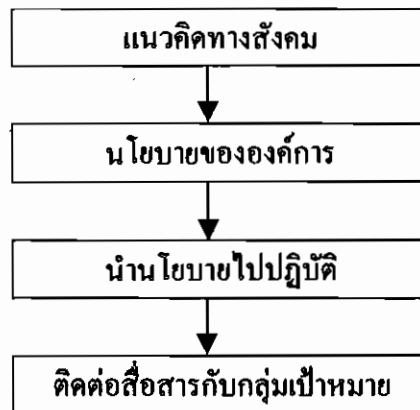 แนวคิดทางสังคม
นโยบายขององค์การ
นำนโยบายไปปฏิบัติ
ติดต่อสื่อสารกับกลุ่มเป้าหมาย